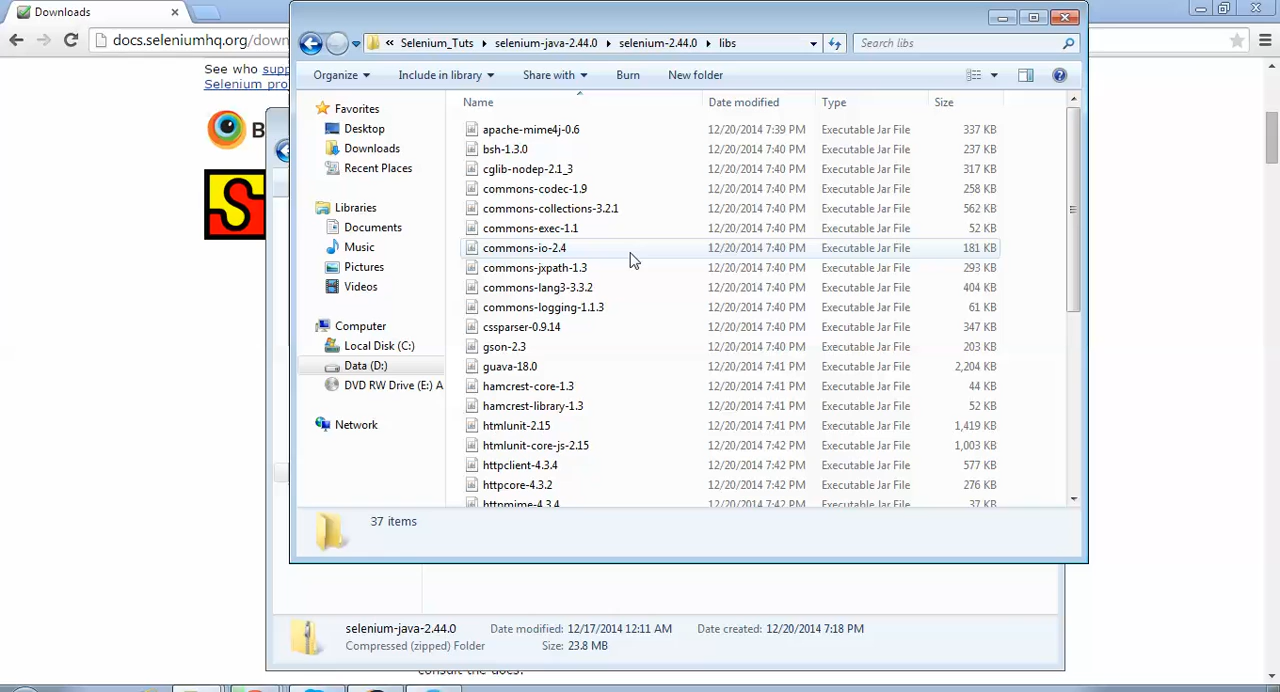 Downloads
docs.seleniumhq.org/down
See who supp
Selenium pro
B
« Selenium_Tuts selenium-java-2.44.0 selenium-2.44.0 libs
Search libs
Organize Include in library Share with Burn New folder
Favorites
Desktop
Downloads
Recent Places
Libraries
Documents
Music
Pictures
Videos
Computer
Local Disk (C:)
Data (D:)
DVD RW Drive (E:) A
Network
Name Date modified Type Size
apache-mime4j-0.6 12/20/2014 7:39 PM Executable Jar File 337 KB
bsh-1.3.0 12/20/2014 7:40 PM Executable Jar File 237 KB
cglib-nodep-2.1_3 12/20/2014 7:40 PM Executable Jar File 317 KB
commons-codec-1.9 12/20/2014 7:40 PM Executable Jar File 258 KB
commons-collections-3.2.1 12/20/2014 7:40 PM Executable Jar File 562 KB
commons-exec-1.1 12/20/2014 7:40 PM Executable Jar File 52 KB
commons-io-2.4 12/20/2014 7:40 PM Executable Jar File 181 KB
commons-jxpath-1.3 12/20/2014 7:40 PM Executable Jar File 293 KB
commons-lang3-3.3.2 12/20/2014 7:40 PM Executable Jar File 404 KB
commons-logging-1.1.3 12/20/2014 7:40 PM Executable Jar File 61 KB
cssparser-0.9.14 12/20/2014 7:40 PM Executable Jar File 347 KB
gson-2.3 12/20/2014 7:40 PM Executable Jar File 203 KB
guava-18.0 12/20/2014 7:41 PM Executable Jar File 2,204 KB
hamcrest-core-1.3 12/20/2014 7:41 PM Executable Jar File 44 KB
hamcrest-library-1.3 12/20/2014 7:41 PM Executable Jar File 52 KB
htmlunit-2.15 12/20/2014 7:41 PM Executable Jar File 1,419 KB
htmlunit-core-js-2.15 12/20/2014 7:42 PM Executable Jar File 1,003 KB
httpclient-4.3.4 12/20/2014 7:42 PM Executable Jar File 577 KB
httpcore-4.3.2 12/20/2014 7:42 PM Executable Jar File 276 KB
httpmime-4.3.4 12/20/2014 7:42 PM Executable Jar File 37 KB
37 items
selenium-java-2.44.0 Date modified: 12/17/2014 12:11 AM Date created: 12/20/2014 7:18 PM
Compressed (zipped) Folder Size: 23.8 MB
consult the docs.